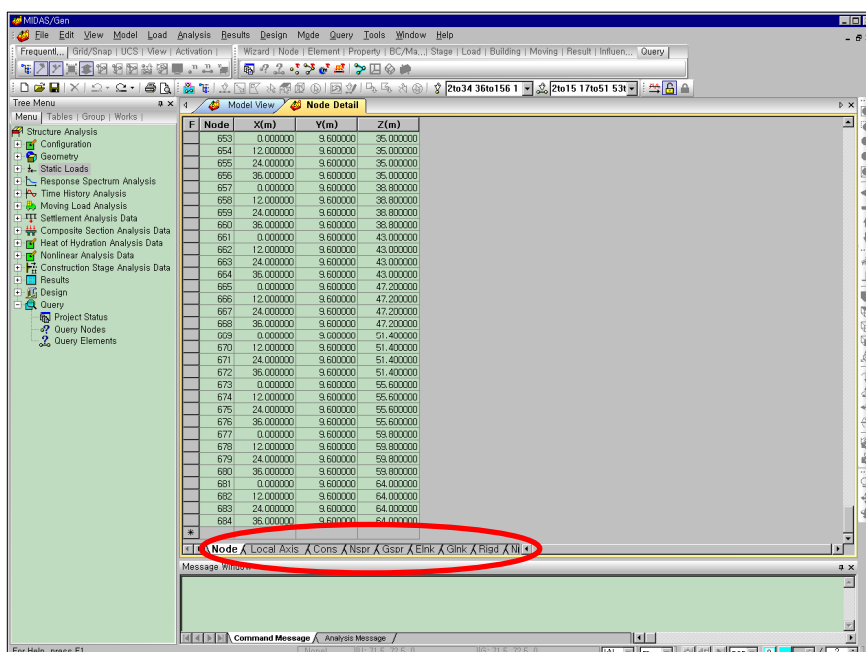 MIDAS/Gen
File Edit View Model Load Analysis Results Design Mode Query Tools Window Help
Frequentl... Grid/Snap | UCS | View | Activation | Wizard | Node | Element | Property | BC/Ma... | Stage | Load | Building | Moving | Result | Influen... Query
2to34 36to156 1 2to15 17to51 53t
Tree Menu
Menu Tables | Group | Works |
Model View Node Detail
Structure Analysis
Configuration
Geometry
Static Loads
Response Spectrum Analysis
Time History Analysis
Moving Load Analysis
Settlement Analysis Data
Composite Section Analysis Data
Heat of Hydration Analysis Data
Nonlinear Analysis Data
Construction Stage Analysis Data
Results
Design
Query
Project Status
Query Nodes
Query Elements
F Node X(m) Y(m) Z(m)
653 0.000000 9.600000 35.000000
654 12.000000 9.600000 35.000000
655 24.000000 9.600000 35.000000
656 36.000000 9.600000 35.000000
657 0.000000 9.600000 38.800000
658 12.000000 9.600000 38.800000
659 24.000000 9.600000 38.800000
660 36.000000 9.600000 38.800000
661 0.000000 9.600000 43.000000
662 12.000000 9.600000 43.000000
663 24.000000 9.600000 43.000000
664 36.000000 9.600000 43.000000
665 0.000000 9.600000 47.200000
666 12.000000 9.600000 47.200000
667 24.000000 9.600000 47.200000
668 36.000000 9.600000 47.200000
669 0.000000 9.600000 51.400000
670 12.000000 9.600000 51.400000
671 24.000000 9.600000 51.400000
672 36.000000 9.600000 51.400000
673 0.000000 9.600000 55.600000
674 12.000000 9.600000 55.600000
675 24.000000 9.600000 55.600000
676 36.000000 9.600000 55.600000
677 0.000000 9.600000 59.800000
678 12.000000 9.600000 59.800000
679 24.000000 9.600000 59.800000
680 36.000000 9.600000 59.800000
681 0.000000 9.600000 64.000000
682 12.000000 9.600000 64.000000
683 24.000000 9.600000 64.000000
684 36.000000 9.600000 64.000000
*
Node Local Axis Cons Nspr Gspr Elnk Glnk Rigd
Message Window
Command Message Analysis Message
For Help, press F1